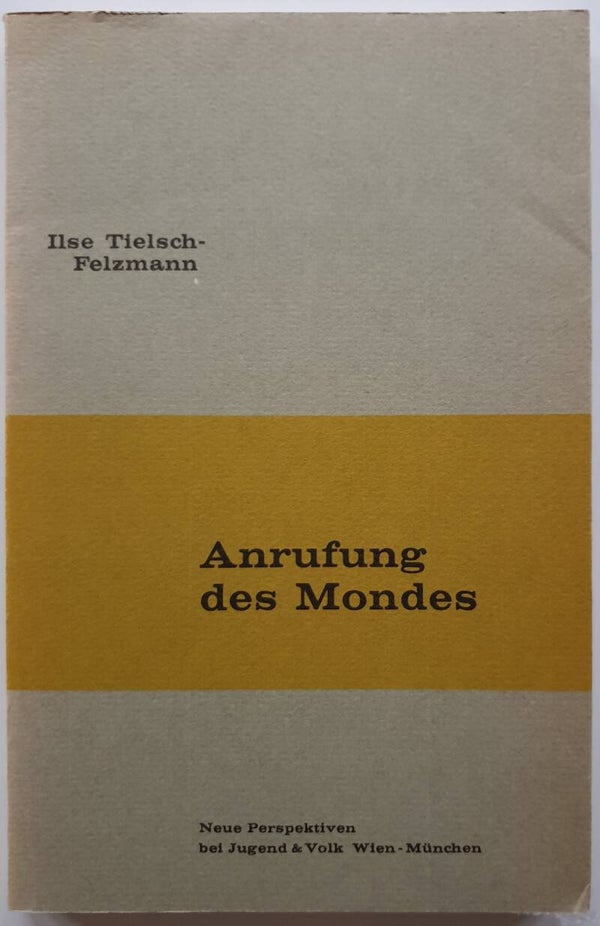 Ilse Tielsch-
Felzmann
Anrufung
des Mondes
Neue Perspektiven
bei Jugend & Volk Wien - München